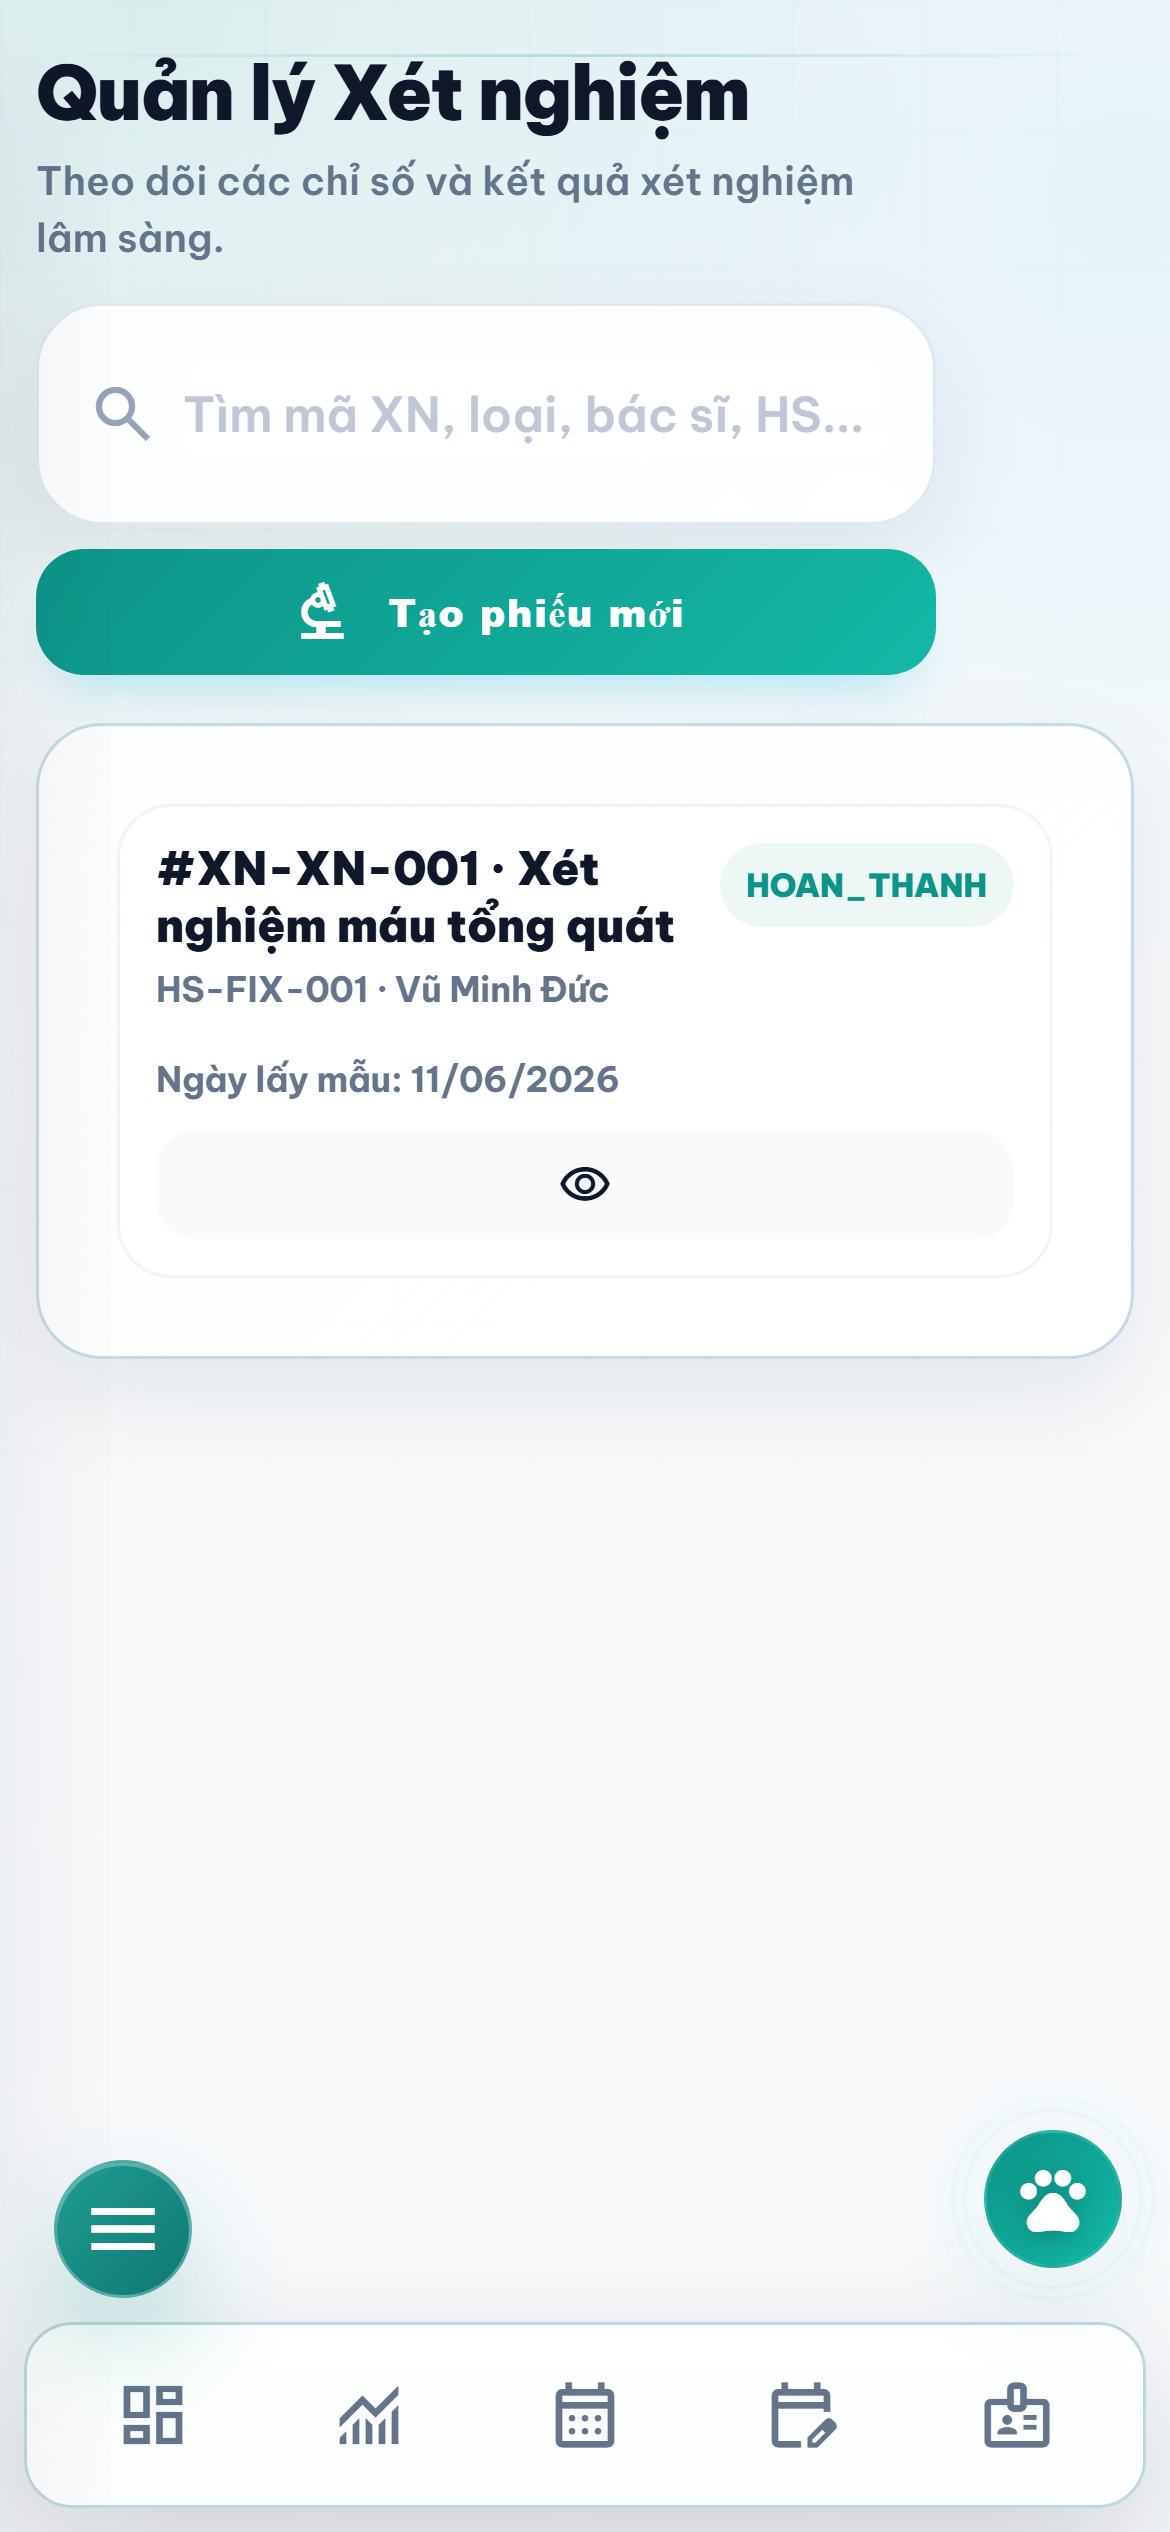 Quản lý Xét nghiệm
Theo dõi các chỉ số và kết quả xét nghiệm
lâm sàng.
Tìm mã XN, loại, bác sĩ, HS...
Tạo phiếu mới
#XN-XN-001 · Xét
nghiệm máu tổng quát
HOAN_THANH
HS-FIX-001 · Vũ Minh Đức
Ngày lấy mẫu: 11/06/2026